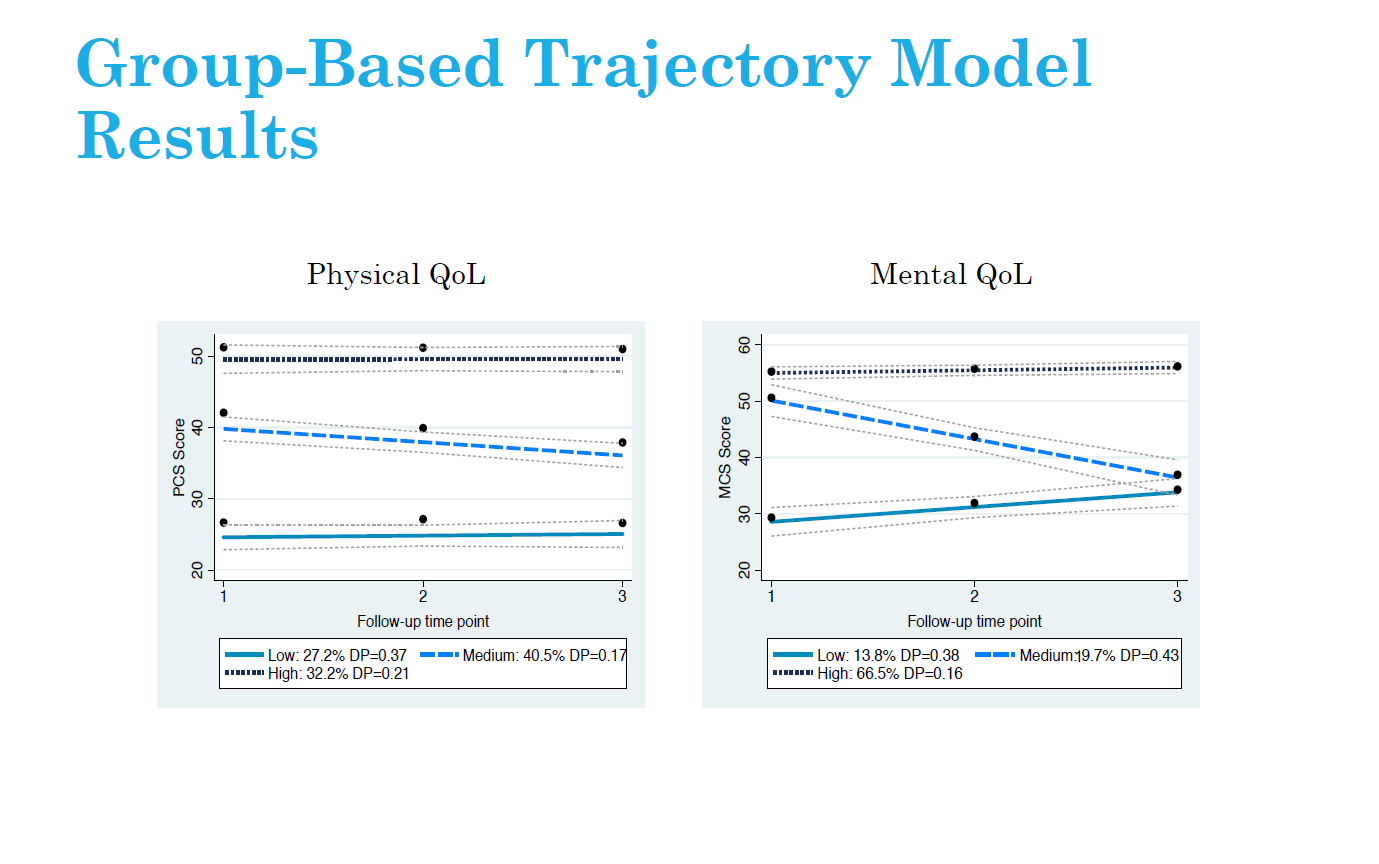 Group-Based Trajectory Model
Results
Physical QoL
Mental QoL
50
40
30
20
PCS Score
1
2
3
Follow-up time point
Low: 27.2% DP=0.37
Medium: 40.5% DP=0.17
High: 32.2% DP=0.21
60
50
40
30
20
MCS Score
1
2
3
Follow-up time point
Low: 13.8% DP=0.38
Medium:19.7% DP=0.43
High: 66.5% DP=0.16